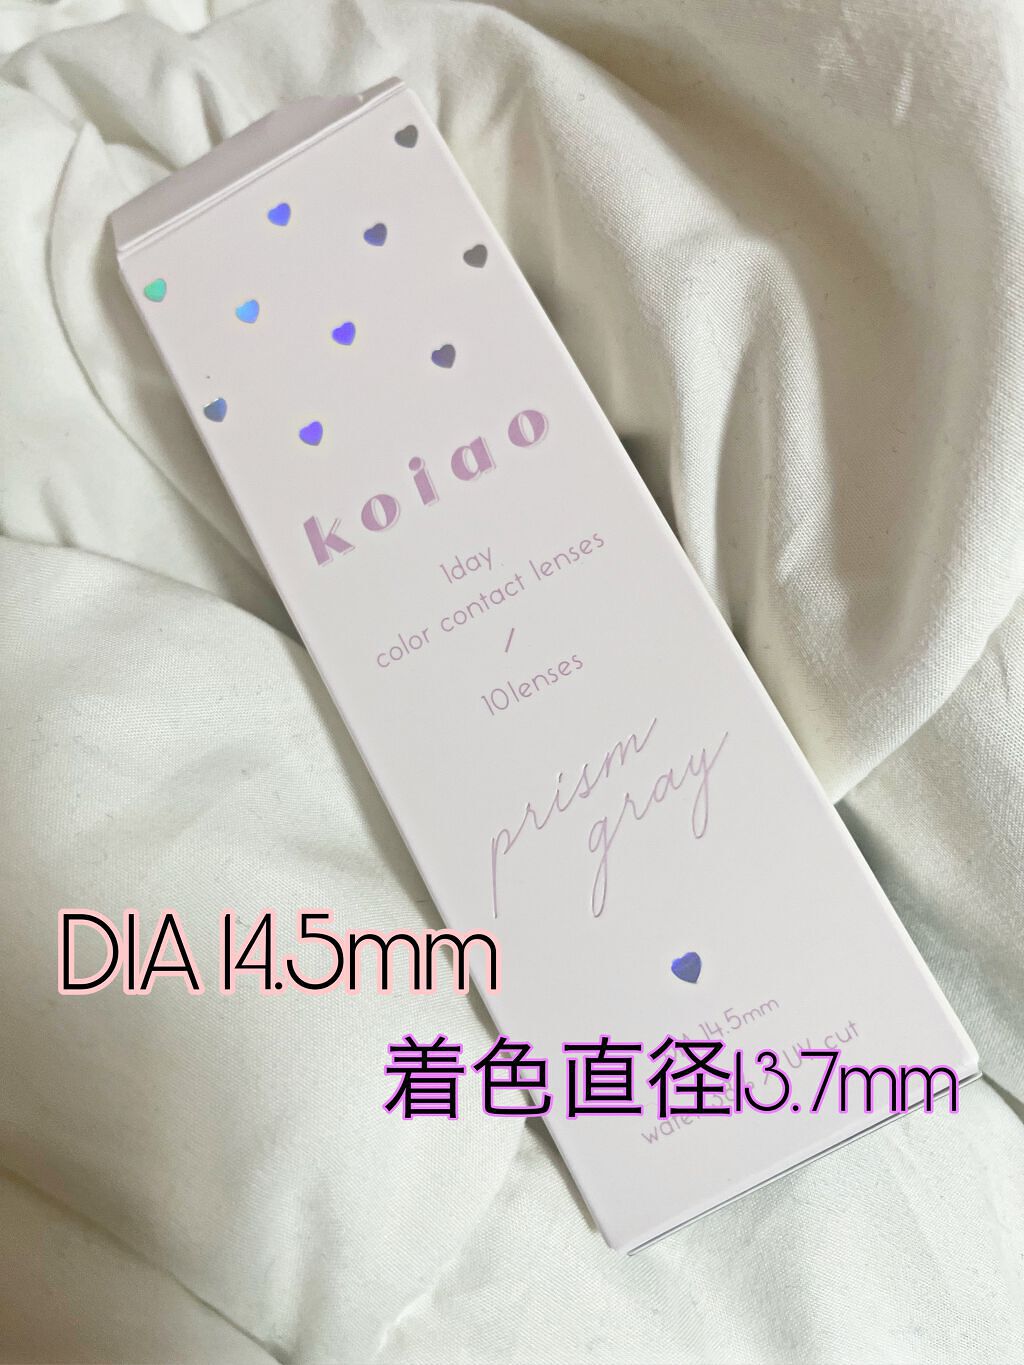 koiao
1day
color contact lenses
/
10lenses
prism
gray
DIA 14.5mm
14.5mm
着色直径13.7mm
UV cut